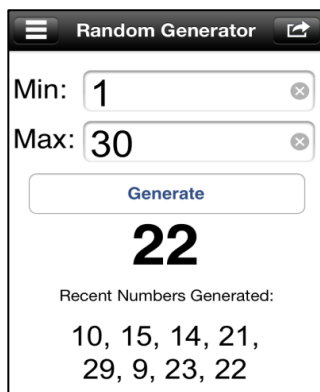 Random Generator
Min: 1
Max: 30
Generate
22
Recent Numbers Generated:
10, 15, 14, 21,
29, 9, 23, 22